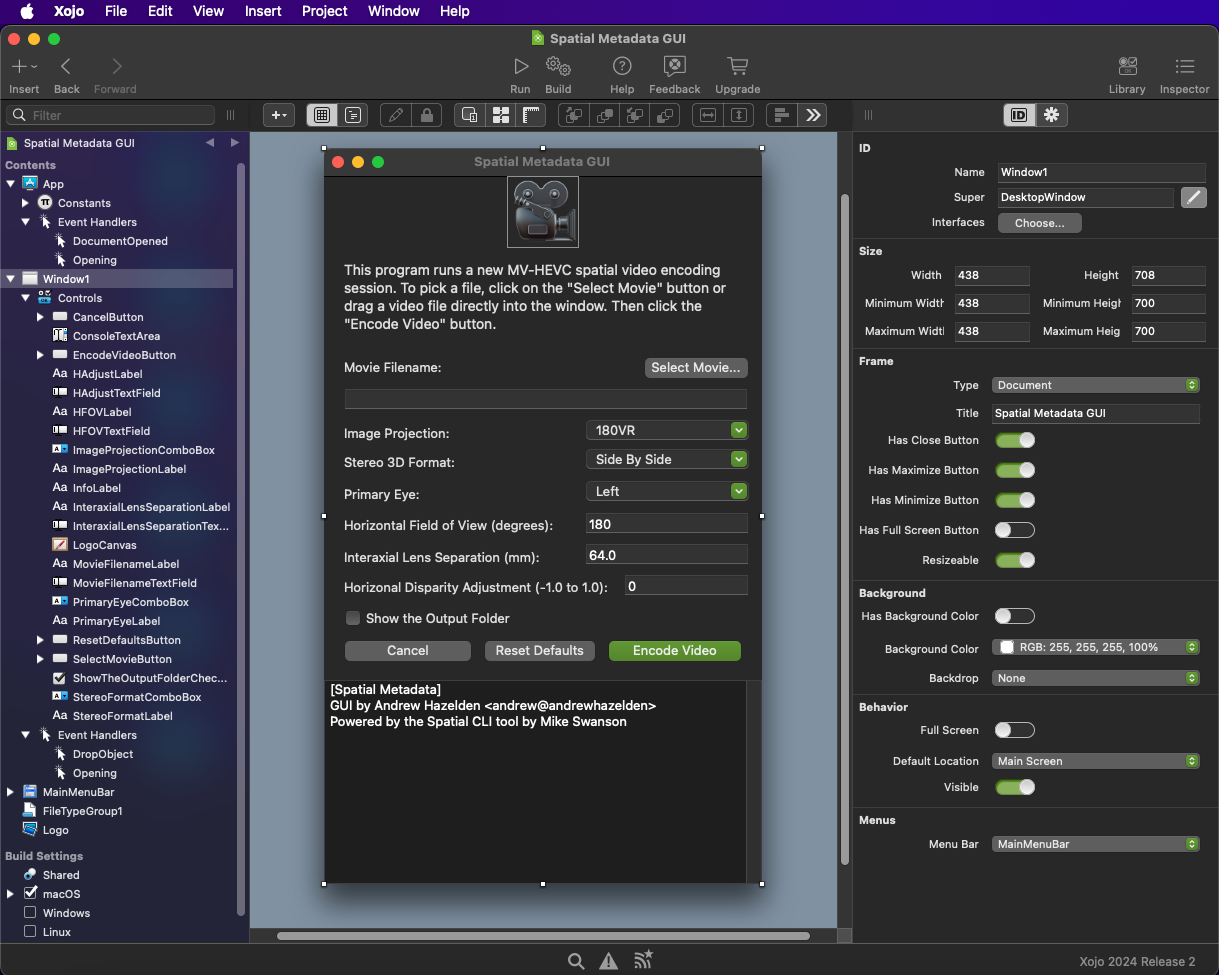 Xojo File Edit View Insert Project Window Help
Spatial Metadata GUI
Insert Back Forward Run Build Help Feedback Upgrade Library Inspector
Filter
ID
Spatial Metadata GUI
Contents
App
π Constants
Event Handlers
DocumentOpened
Opening
Window1
Controls
CancelButton
ConsoleTextArea
EncodeVideoButton
Aa HAdjustLabel
HAdjustTextField
Aa HFOVLabel
HFOVTextField
ImageProjectionComboBox
Aa ImageProjectionLabel
Aa InfoLabel
Aa InteraxialLensSeparationLabel
InteraxialLensSeparationTex...
LogoCanvas
Aa MovieFilenameLabel
MovieFilenameTextField
PrimaryEyeComboBox
Aa PrimaryEyeLabel
ResetDefaultsButton
SelectMovieButton
ShowTheOutputFolderChec...
StereoFormatComboBox
Aa StereoFormatLabel
Event Handlers
DropObject
Opening
MainMenuBar
FileTypeGroup1
Logo
Build Settings
Shared
macOS
Windows
Linux
Spatial Metadata GUI
This program runs a new MV-HEVC spatial video encoding
session. To pick a file, click on the "Select Movie" button or
drag a video file directly into the window. Then click the
"Encode Video" button.
Movie Filename: Select Movie...
Image Projection: 180VR
Stereo 3D Format: Side By Side
Primary Eye: Left
Horizontal Field of View (degrees): 180
Interaxial Lens Separation (mm): 64.0
Horizonal Disparity Adjustment (-1.0 to 1.0): 0
Show the Output Folder
Cancel Reset Defaults Encode Video
[Spatial Metadata]
GUI by Andrew Hazelden <andrew@andrewhazelden>
Powered by the Spatial CLI tool by Mike Swanson
ID
Name Window1
Super DesktopWindow
Interfaces Choose...
Size
Width 438 Height 708
Minimum Width 438 Minimum Heigh 700
Maximum Widtl 438 Maximum Heig 700
Frame
Type Document
Title Spatial Metadata GUI
Has Close Button
Has Maximize Button
Has Minimize Button
Has Full Screen Button
Resizeable
Background
Has Background Color
Background Color RGB: 255, 255, 255, 100%
Backdrop None
Behavior
Full Screen
Default Location Main Screen
Visible
Menus
Menu Bar MainMenuBar
Xojo 2024 Release 2